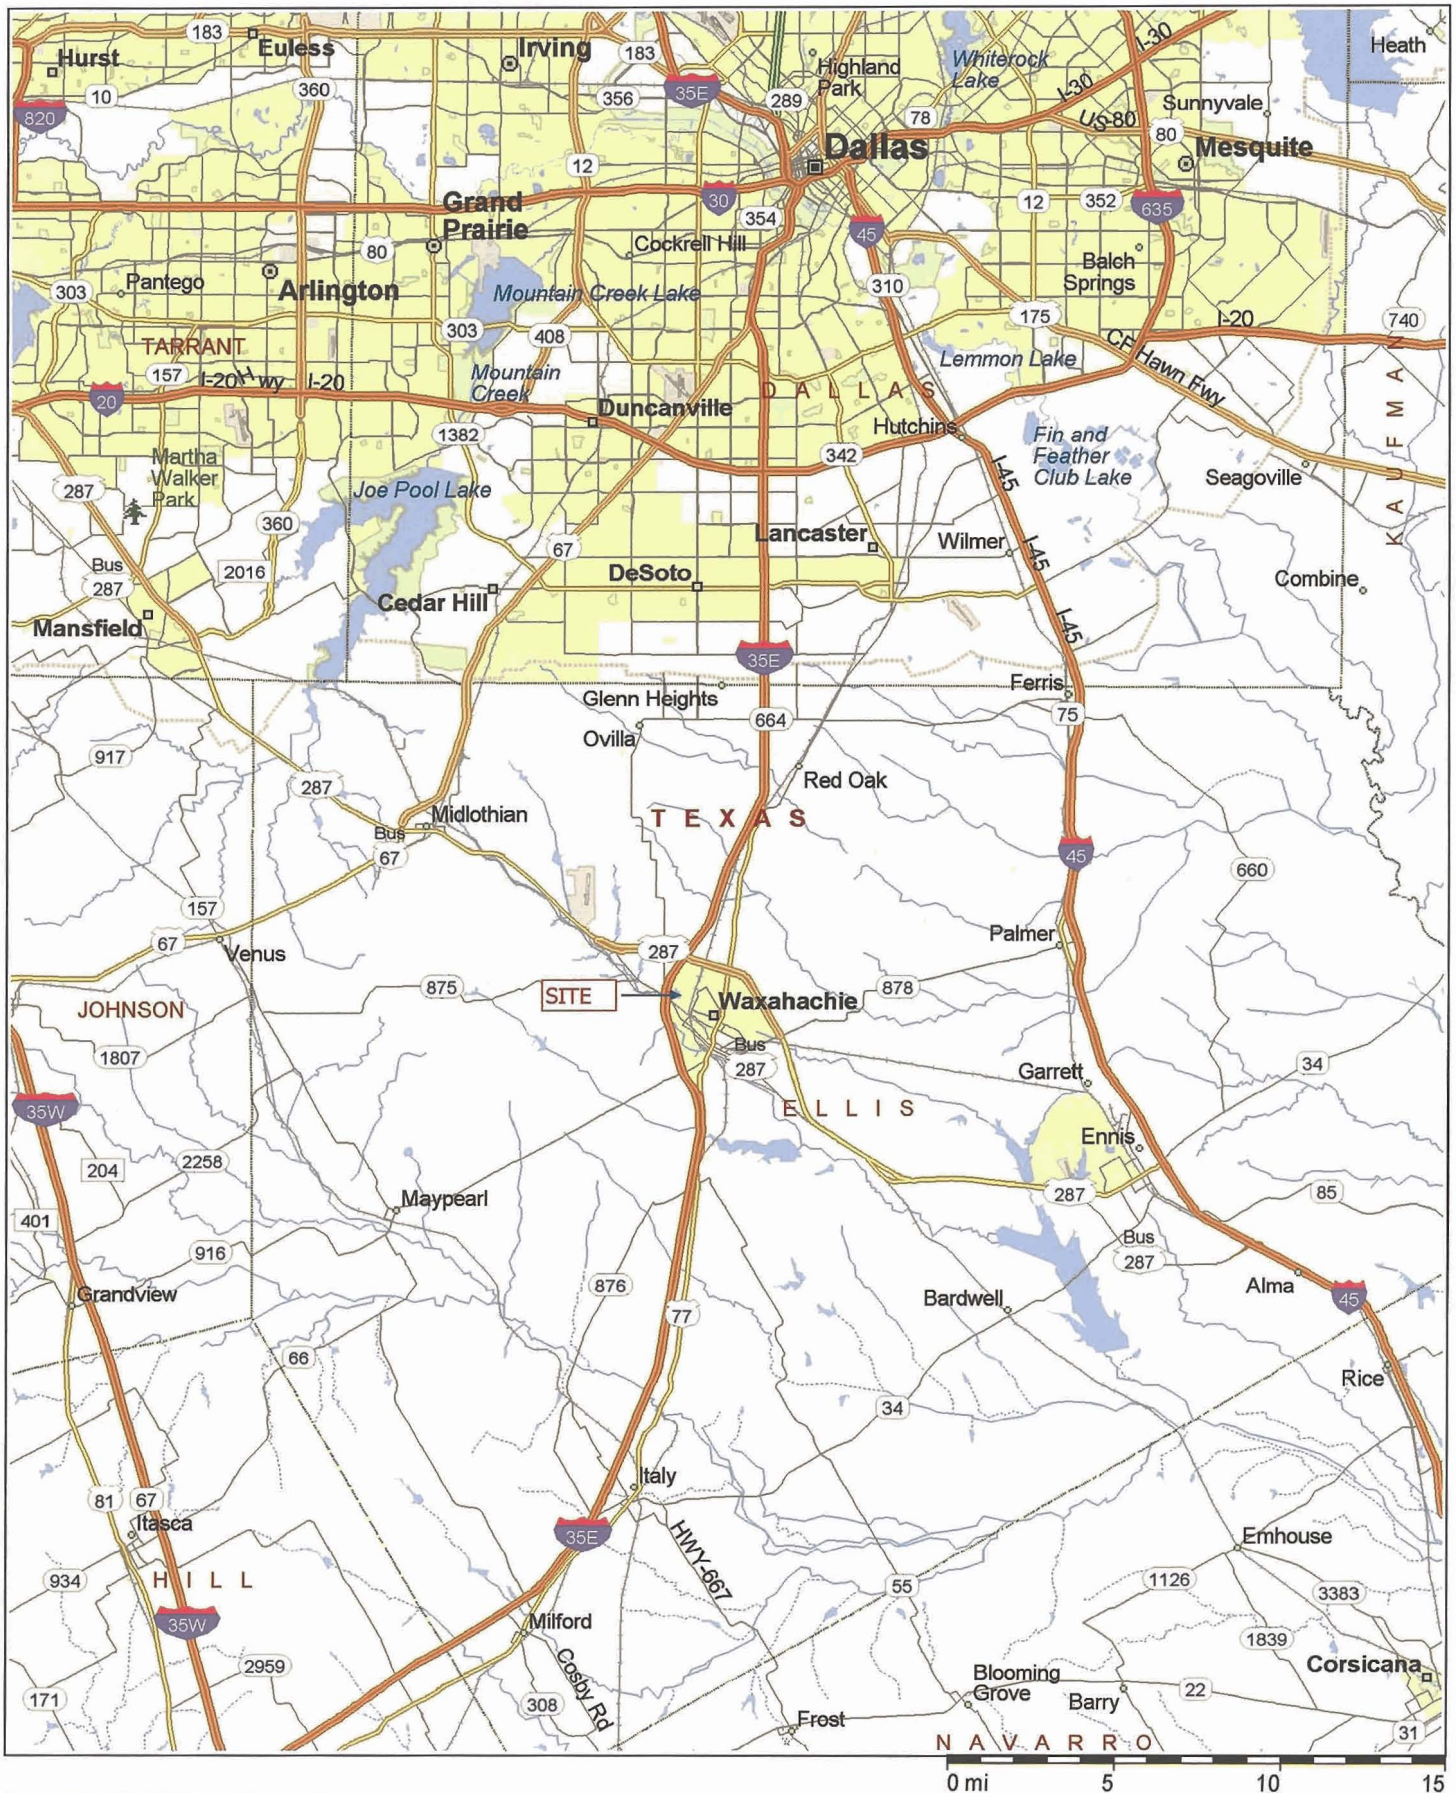 183
Hurst
Euless
Irving
183
I-30
Heath
10
360
356
35E
Highland
Park
Whiterock
Lake
I-30
820
289
78
US-80
Sunnyvale
80
Dallas
Mesquite
12
Grand
Prairie
30
354
45
12
352
635
80
Cockrell Hill
Balch
Springs
Pantego
303
Arlington
Mountain Creek Lake
310
175
I-20
740
TARRANT
303
408
157
I-20Hwy
I-20
Mountain
Creek
Lemmon Lake
CF Hawn Fwy
20
DALLAS
Duncanville
Hutchins
KAUFMAN
1382
342
Fin and
Feather
Club Lake
Martha
Walker
Park
287
Joe Pool Lake
I-45
Seagoville
360
67
Lancaster
Wilmer
I-45
Bus
287
2016
DeSoto
Combine
Cedar Hill
Mansfield
I-45
35E
Glenn Heights
Ferris
664
75
Ovilla
917
Red Oak
287
Midlothian
TEXAS
Bus
67
45
660
157
67
Venus
287
Palmer
875
878
SITE
Waxahachie
JOHNSON
1807
Bus
287
Garrett
34
35W
ELLIS
Ennis
204
2258
Maypearl
287
85
401
916
Bus
287
Grandview
876
77
Bardwell
Alma
45
66
Rice
34
Italy
81
67
Itasca
35E
HWY-667
Emhouse
934
HILL
55
1126
3383
35W
Milford
1839
Cosby Rd
2959
Corsicana
171
308
Blooming
Grove
Barry
22
Frost
31
NAVARRO
0 mi
5
10
15